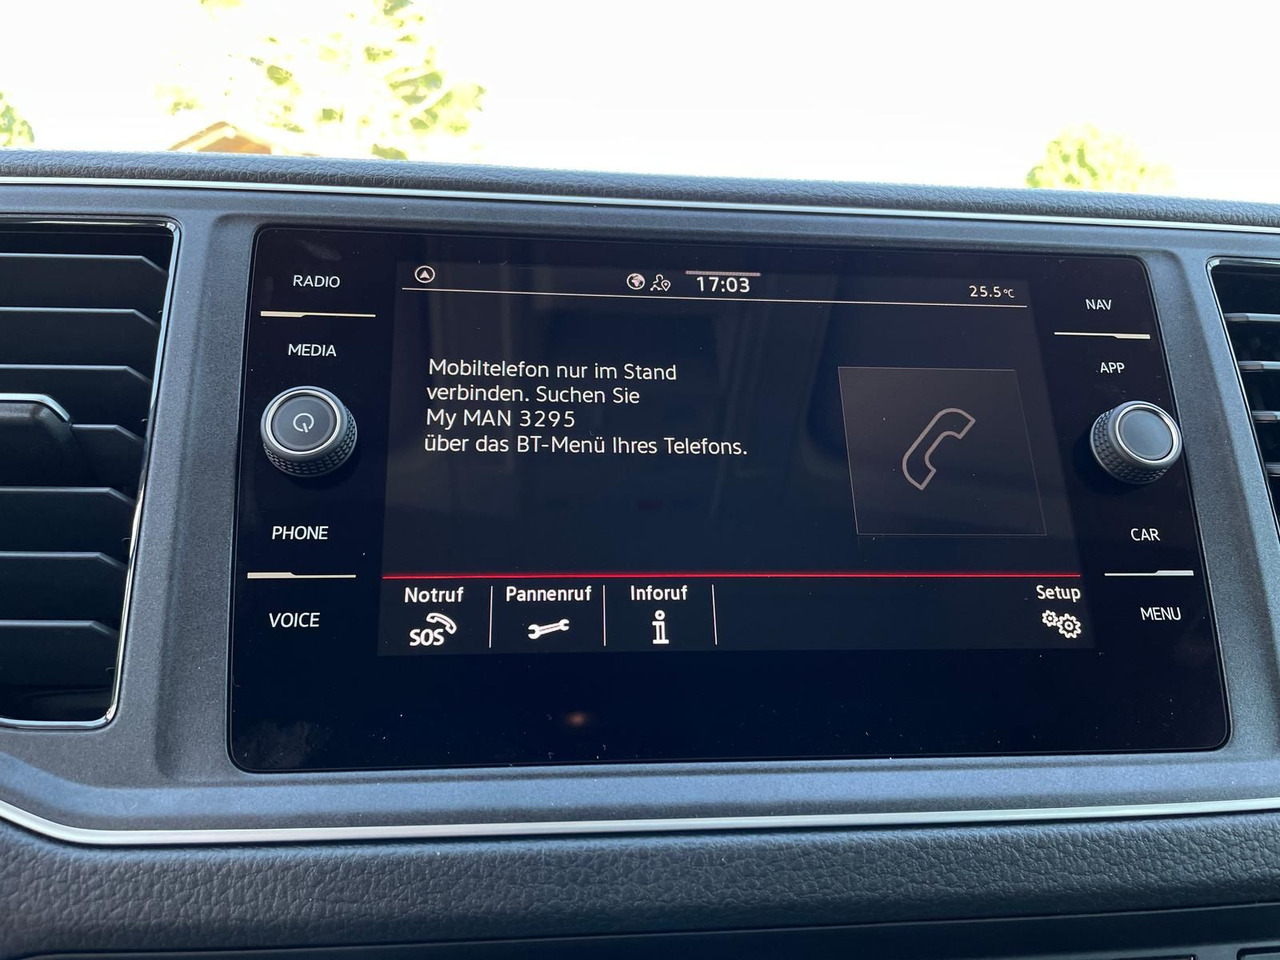 RADIO
MEDIA
PHONE
VOICE
17:03
25.5°C
Mobiltelefon nur im Stand
verbinden. Suchen Sie
My MAN 3295
über das BT-Menü Ihres Telefons.
Notruf
SOS
Pannenruf
Inforuf
i
Setup
NAV
APP
CAR
MENU